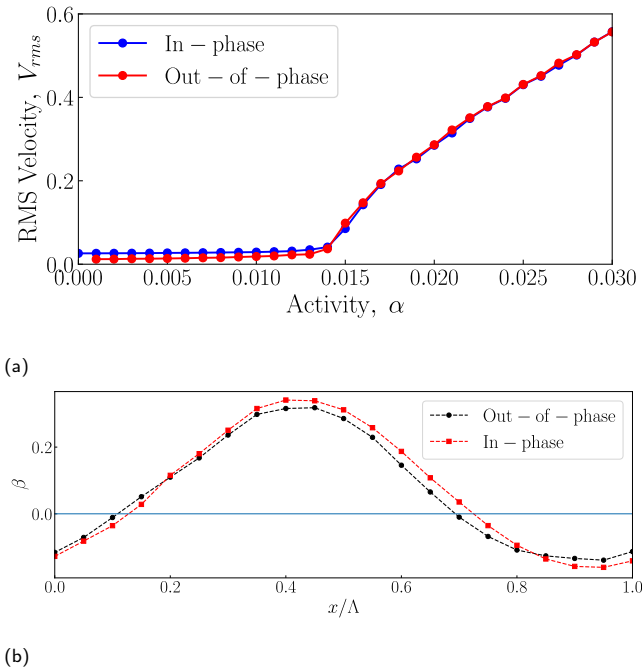 0.6
0.4
0.2
0.0
RMS Velocity, V_rms
In − phase
Out − of − phase
0.000 0.005 0.010 0.015 0.020 0.025 0.030
Activity, α
(a)
0.2
0.0
β
Out − of − phase
In − phase
0.0 0.2 0.4 0.6 0.8 1.0
x/Λ
(b)